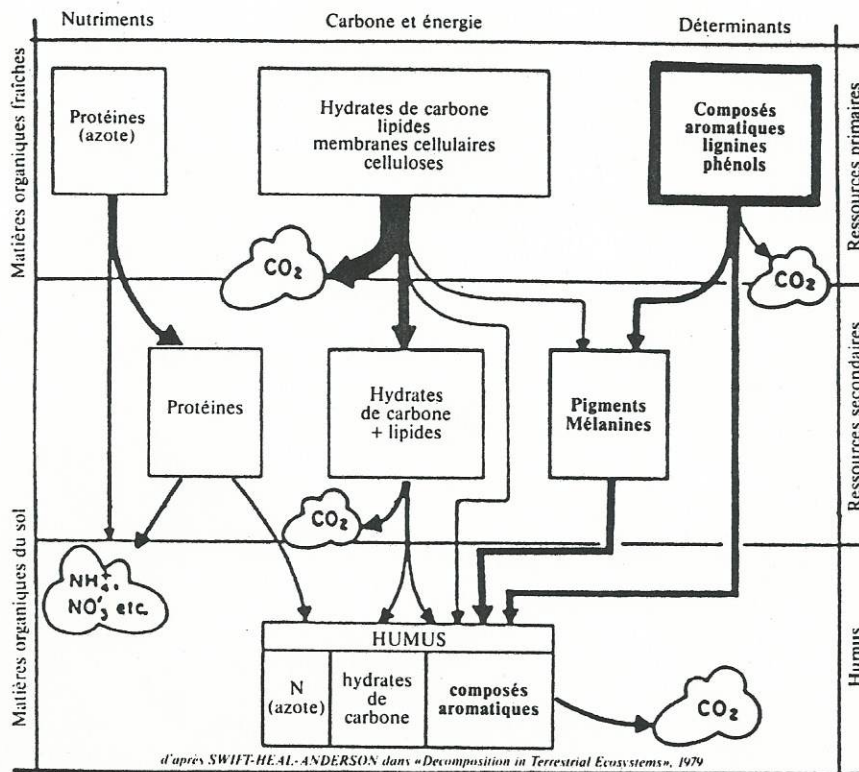 Nutriments
Carbone et énergie
Déterminants
Matières organiques fraîches
Ressources primaires
Protéines
(azote)
Hydrates de carbone
lipides
membranes cellulaires
celluloses
Composés
aromatiques
lignines
phénols
CO₂
CO₂
Matières organiques du sol
Ressources secondaires
Protéines
Hydrates
de carbone
+ lipides
Pigments
Mélanines
CO₂
NH₄⁺,
NO'₃ etc.
Humus
HUMUS
N
(azote)
hydrates
de
carbone
composés
aromatiques
CO₂
d'après SWIFT-HEAL-ANDERSON dans «Decomposition in Terrestrial Ecosystems», 1979